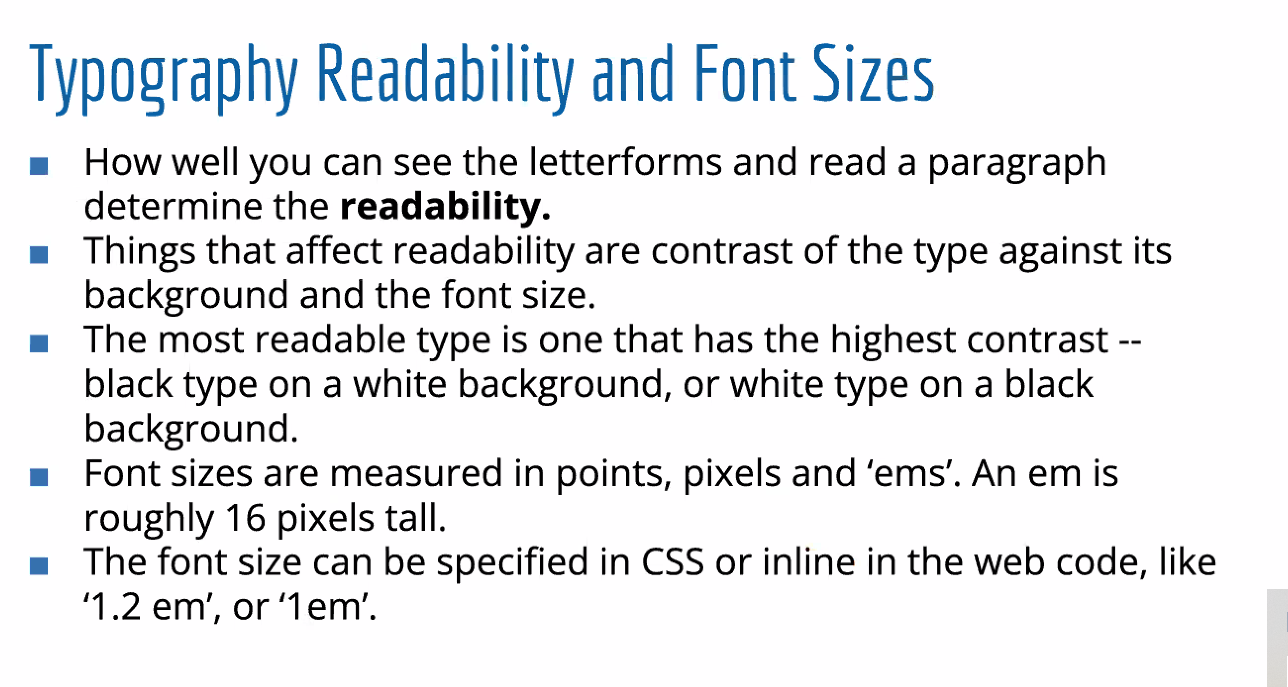 Typography Readability and Font Sizes
■ How well you can see the letterforms and read a paragraph
determine the readability.
■ Things that affect readability are contrast of the type against its
background and the font size.
■ The most readable type is one that has the highest contrast --
black type on a white background, or white type on a black
background.
■ Font sizes are measured in points, pixels and ‘ems’. An em is
roughly 16 pixels tall.
■ The font size can be specified in CSS or inline in the web code, like
‘1.2 em’, or ‘1em’.